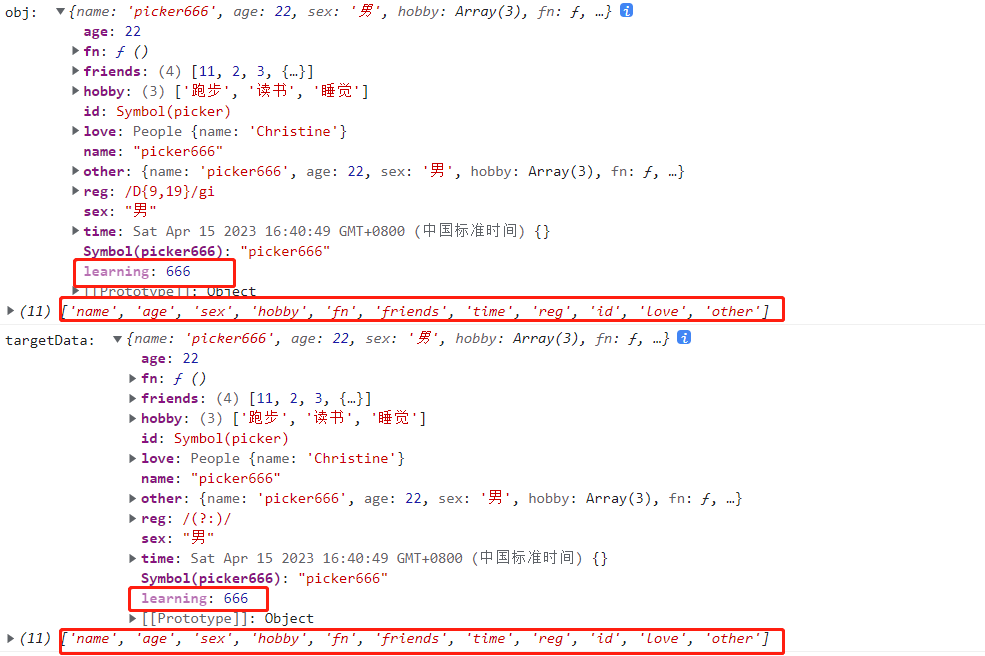 obj: ▼{name: 'picker666', age: 22, sex: '男', hobby: Array(3), fn: ƒ, …} i
age: 22
▶fn: ƒ ()
▶friends: (4) [11, 2, 3, {…}]
▶hobby: (3) ['跑步', '读书', '睡觉']
id: Symbol(picker)
▶love: People {name: 'Christine'}
name: "picker666"
▶other: {name: 'picker666', age: 22, sex: '男', hobby: Array(3), fn: ƒ, …}
▶reg: /D{9,19}/gi
sex: "男"
▶time: Sat Apr 15 2023 16:40:49 GMT+0800 (中国标准时间) {}
Symbol(picker666): "picker666"
learning: 666
▶[[Prototype]]: Object
▶(11) ['name', 'age', 'sex', 'hobby', 'fn', 'friends', 'time', 'reg', 'id', 'love', 'other']
targetData: ▼{name: 'picker666', age: 22, sex: '男', hobby: Array(3), fn: ƒ, …} i
age: 22
▶fn: ƒ ()
▶friends: (4) [11, 2, 3, {…}]
▶hobby: (3) ['跑步', '读书', '睡觉']
id: Symbol(picker)
▶love: People {name: 'Christine'}
name: "picker666"
▶other: {name: 'picker666', age: 22, sex: '男', hobby: Array(3), fn: ƒ, …}
▶reg: /(?:)/
sex: "男"
▶time: Sat Apr 15 2023 16:40:49 GMT+0800 (中国标准时间) {}
Symbol(picker666): "picker666"
learning: 666
▶[[Prototype]]: Object
▶(11) ['name', 'age', 'sex', 'hobby', 'fn', 'friends', 'time', 'reg', 'id', 'love', 'other']